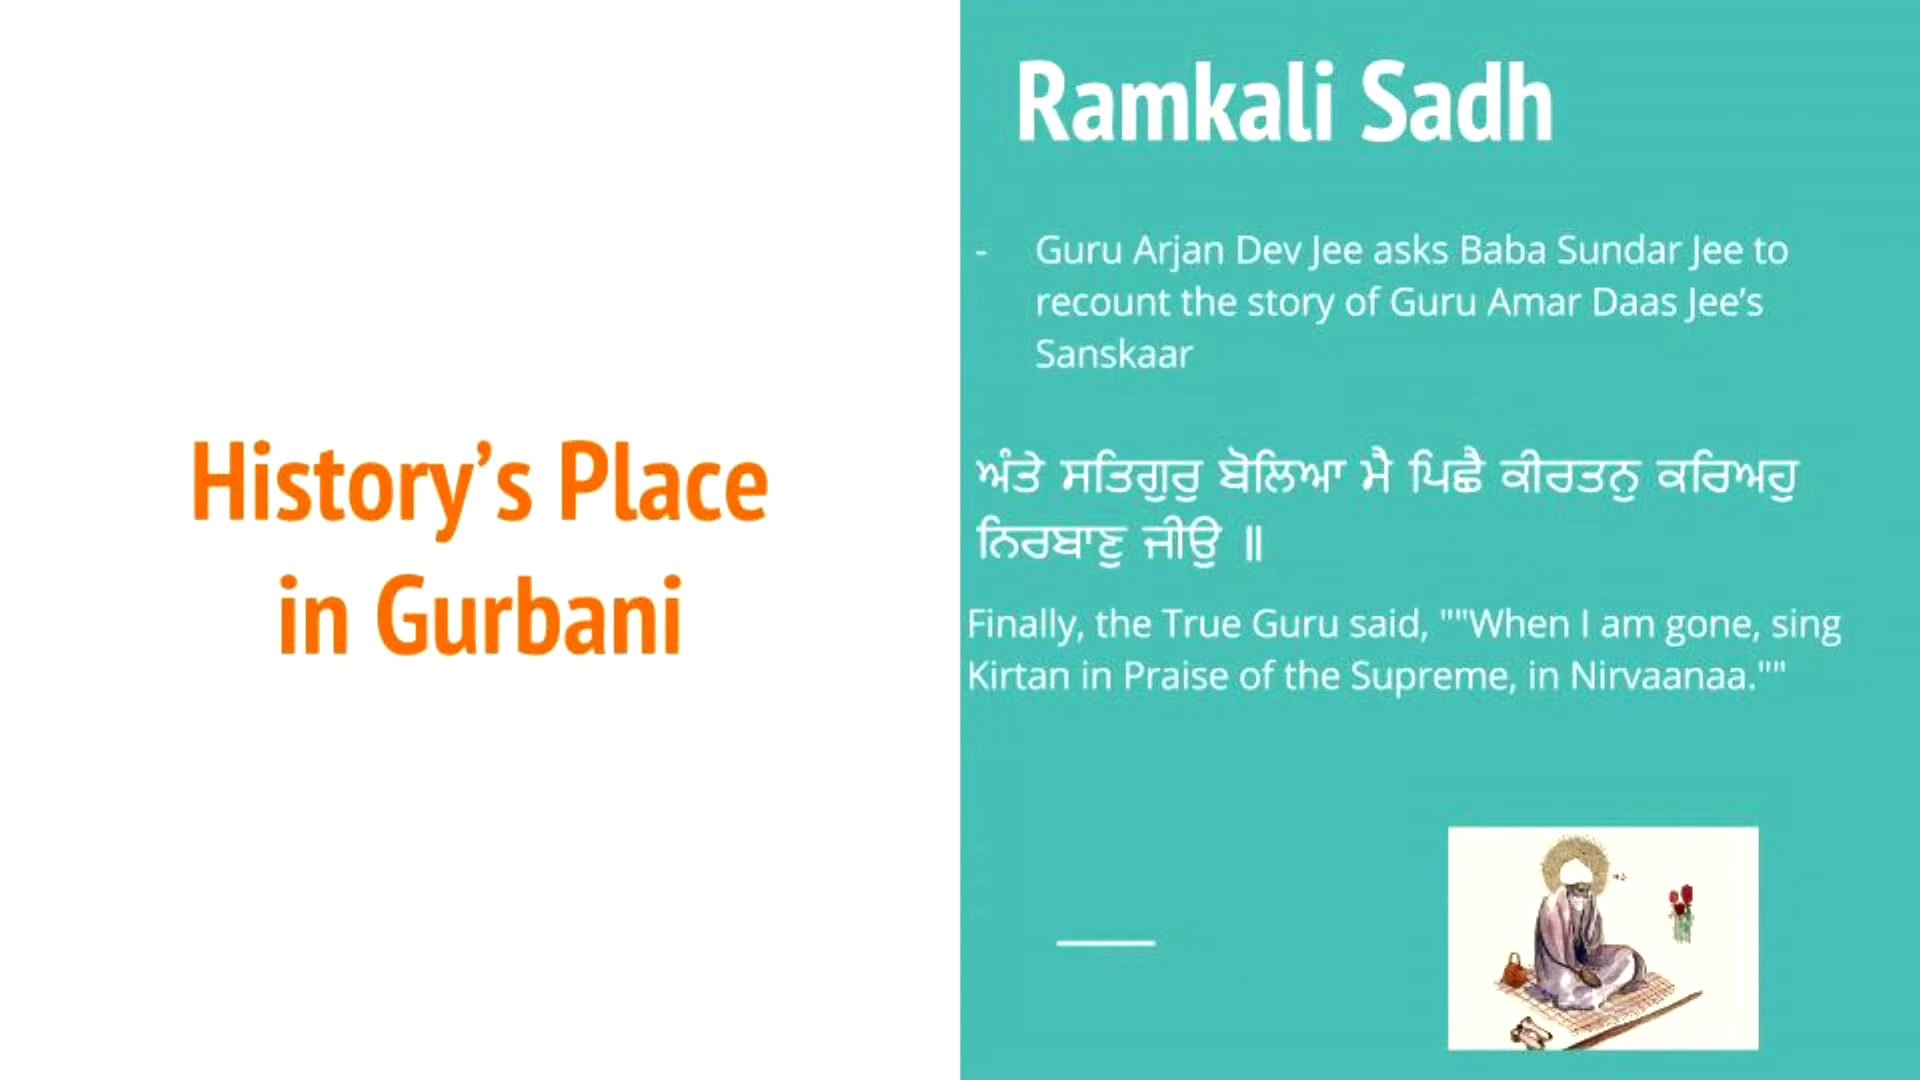 History’s Place
in Gurbani
Ramkali Sadh
- Guru Arjan Dev Jee asks Baba Sundar Jee to
recount the story of Guru Amar Daas Jee’s
Sanskaar
ਅੰਤੇ ਸਤਿਗੁਰੁ ਬੋਲਿਆ ਮੈ ਪਿਛੈ ਕੀਰਤਨੁ ਕਰਿਅਹੁ
ਨਿਰਬਾਣੁ ਜੀਉ ॥
Finally, the True Guru said, ""When I am gone, sing
Kirtan in Praise of the Supreme, in Nirvaanaa.""